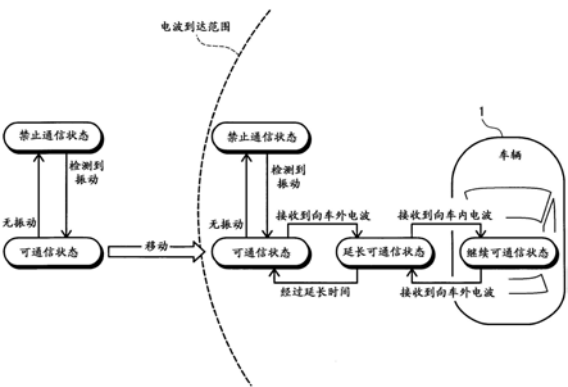 电波到达范围
1
车辆
禁止通信状态
禁止通信状态
检测到
振动
检测到
振动
无振动
无振动
接收到向车外电波
接收到向车内电波
可通信状态
移动
可通信状态
延长可通信状态
继续可通信状态
经过延长时间
接收到向车外电波